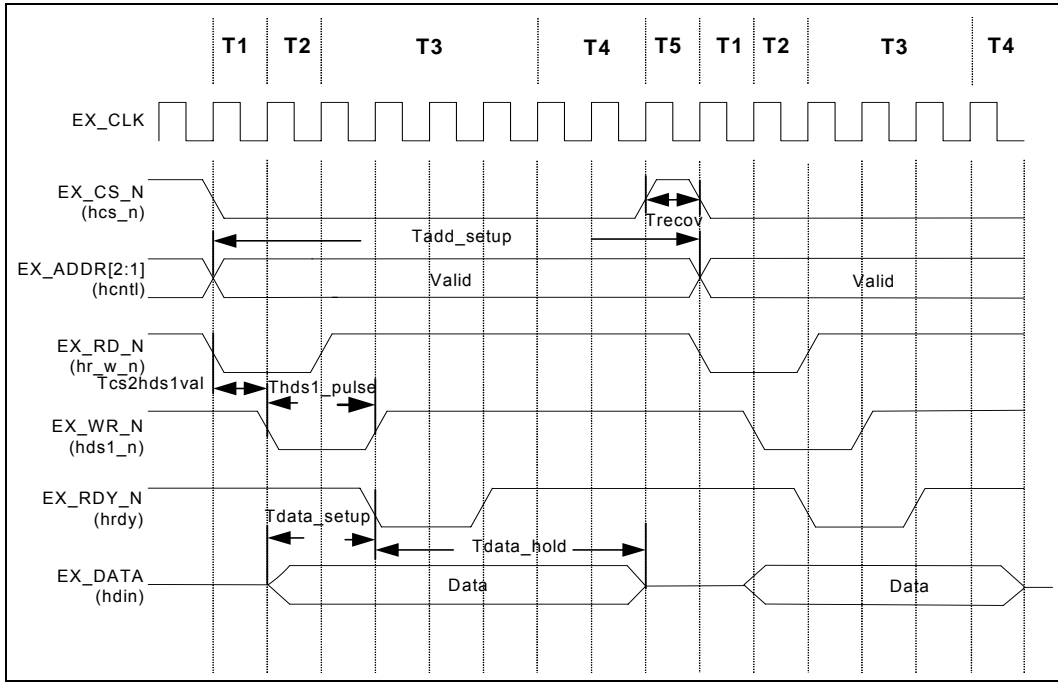 T1 T2 T3 T4 T5 T1 T2 T3 T4
EX_CLK
EX_CS_N
(hcs_n)
Trecov
Tadd_setup
EX_ADDR[2:1]
(hcntl)
Valid
Valid
EX_RD_N
(hr_w_n)
Tcs2hds1val
Thds1_pulse
EX_WR_N
(hds1_n)
EX_RDY_N
(hrdy)
Tdata_setup
Tdata_hold
EX_DATA
(hdin)
Data
Data